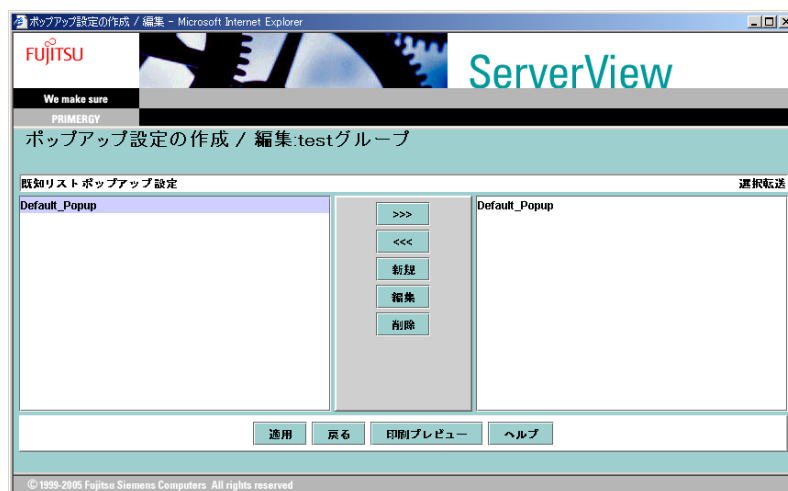 ポップアップ設定の作成 / 編集 - Microsoft Internet Explorer
FUJITSU
ServerView
We make sure
PRIMERGY
ポップアップ設定の作成 / 編集:testグループ
既知リストポップアップ設定 選択転送
Default_Popup
>>>
<<<
新規
編集
削除
Default_Popup
適用 戻る 印刷プレビュー ヘルプ
© 1999-2005 Fujitsu Siemens Computers All rights reserved